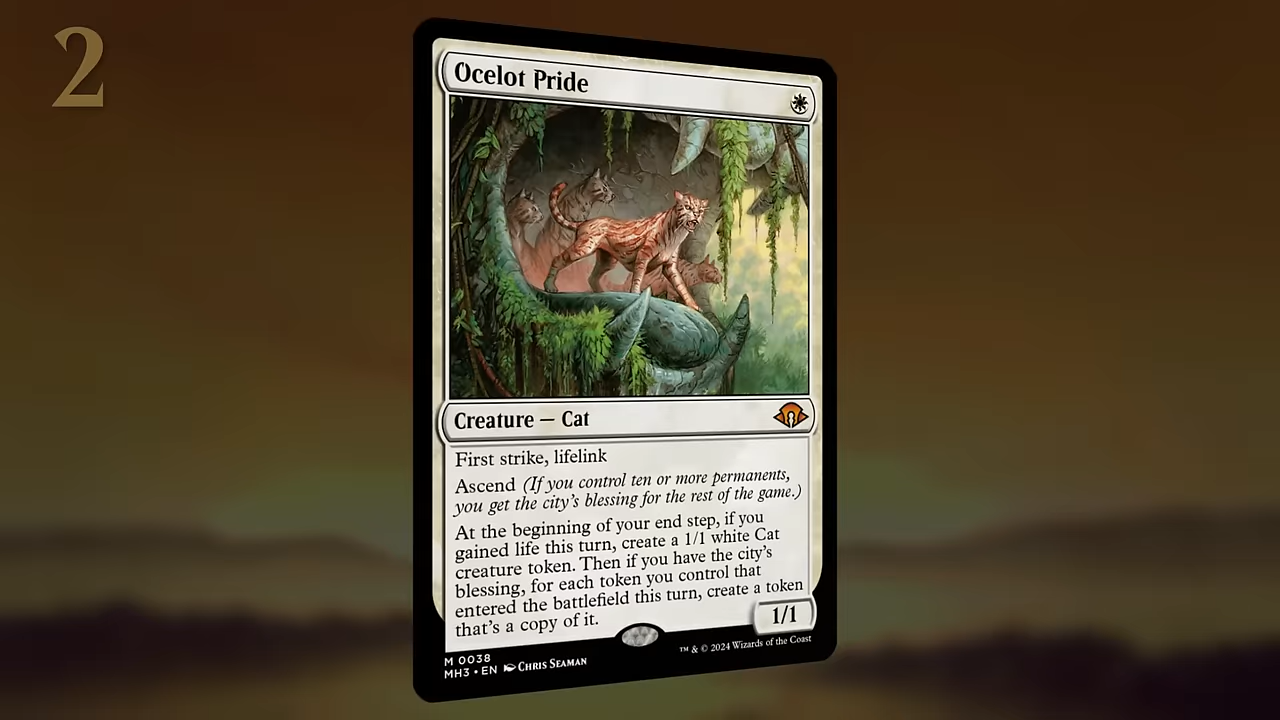 2
Ocelot Pride
Creature — Cat
First strike, lifelink
Ascend (If you control ten or more permanents,
you get the city's blessing for the rest of the game.)
At the beginning of your end step, if you
gained life this turn, create a 1/1 white Cat
creature token. Then if you have the city's
blessing, for each token you control that
entered the battlefield this turn, create a token
that's a copy of it.
1/1
M 0038
MH3 • EN CHRIS SEAMAN
™ & © 2024 Wizards of the Coast